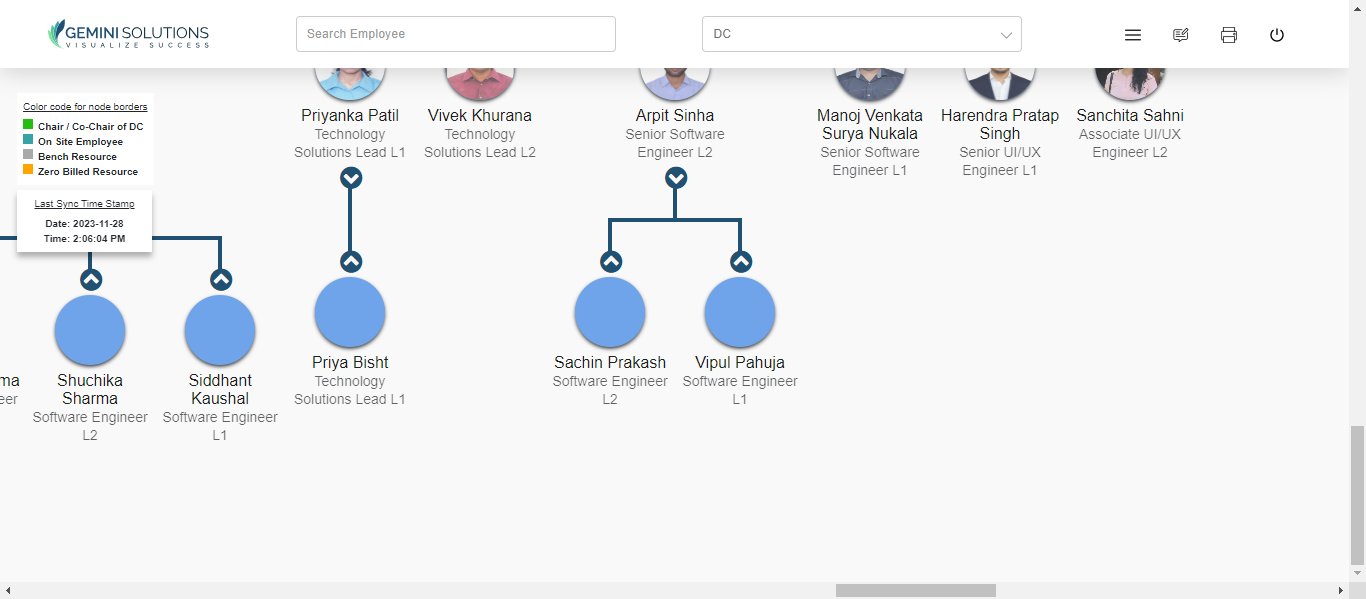 GEMINI SOLUTIONS
VISUALIZE SUCCESS
Search Employee
DC
Color code for node borders
Chair / Co-Chair of DC
On Site Employee
Bench Resource
Zero Billed Resource
Last Sync Time Stamp
Date: 2023-11-28
Time: 2:06:04 PM
Priyanka Patil
Technology
Solutions Lead L1
Vivek Khurana
Technology
Solutions Lead L2
Arpit Sinha
Senior Software
Engineer L2
Manoj Venkata
Surya Nukala
Senior Software
Engineer L1
Harendra Pratap
Singh
Senior UI/UX
Engineer L1
Sanchita Sahni
Associate UI/UX
Engineer L2
ma
eer
Shuchika
Sharma
Software Engineer
L2
Siddhant
Kaushal
Software Engineer
L1
Priya Bisht
Technology
Solutions Lead L1
Sachin Prakash
Software Engineer
L2
Vipul Pahuja
Software Engineer
L1